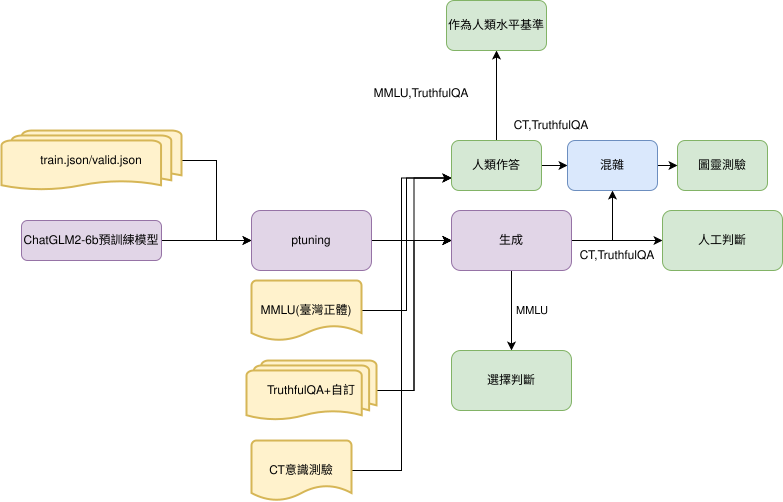 作為人類水平基準
MMLU,TruthfulQA
CT,TruthfulQA
train.json/valid.json
人類作答
混雜
圖靈測驗
ChatGLM2-6b預訓練模型
ptuning
生成
人工判斷
CT,TruthfulQA
MMLU(臺灣正體)
MMLU
TruthfulQA+自訂
選擇判斷
CT意識測驗